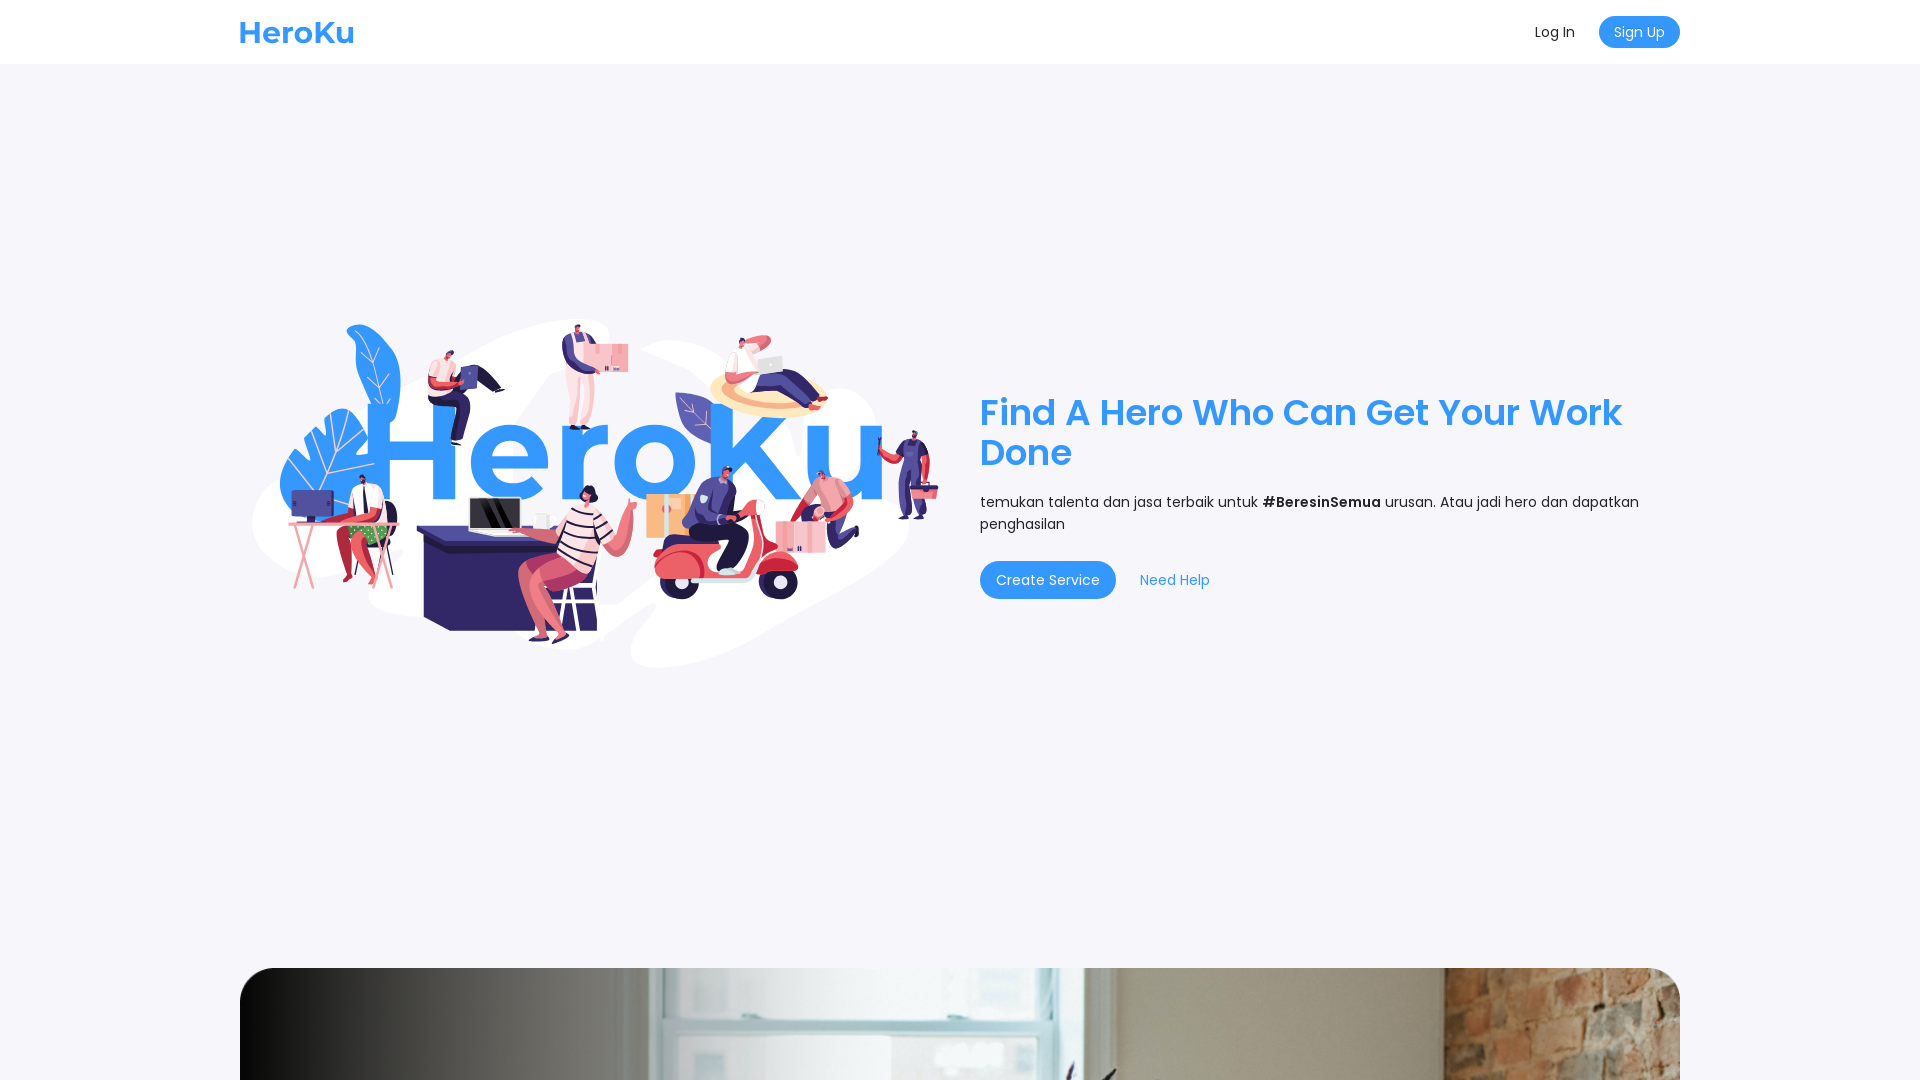 HeroKu
Log In
Sign Up
HeroKu
Find A Hero Who Can Get Your Work
Done
temukan talenta dan jasa terbaik untuk #BeresinSemua urusan. Atau jadi hero dan dapatkan
penghasilan
Create Service
Need Help